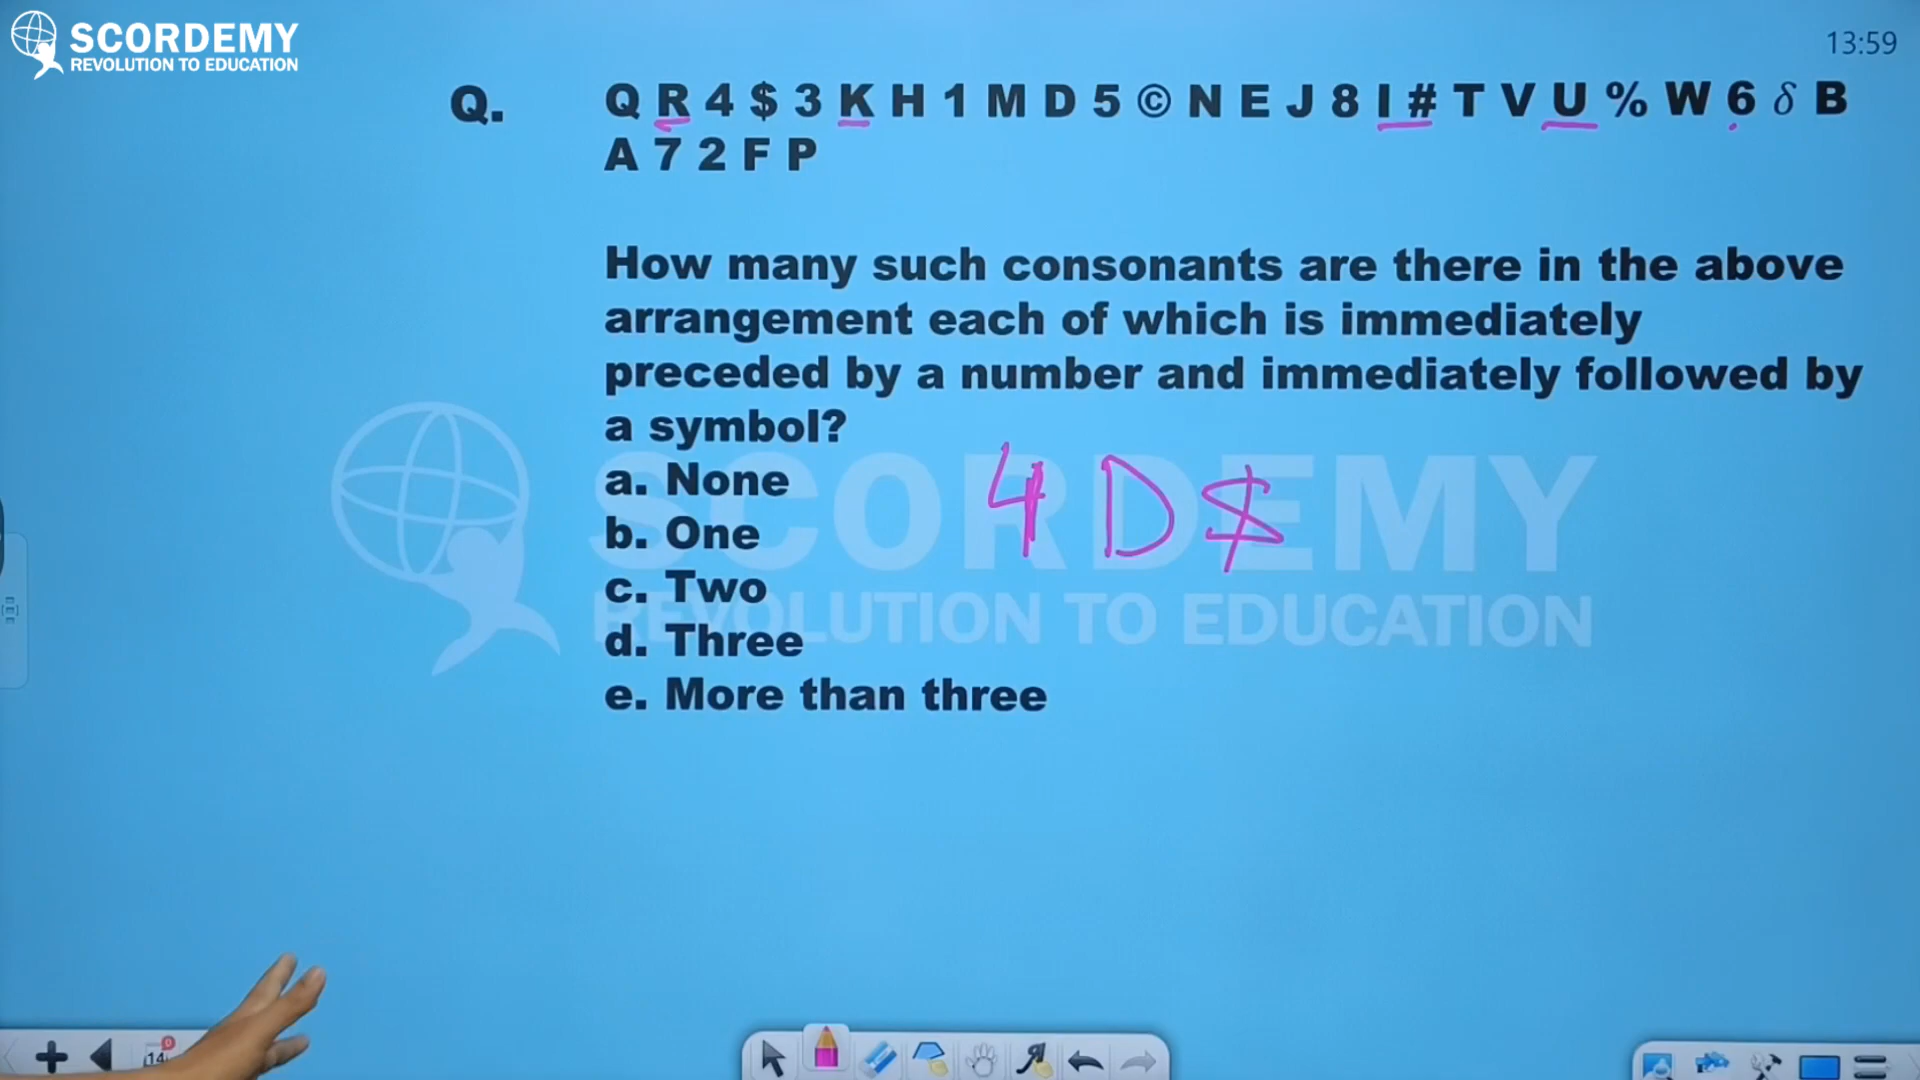 SCORDEMY
REVOLUTION TO EDUCATION
13:59
Q. Q R 4 $ 3 K H 1 M D 5 © N E J 8 I # T V U % W 6 δ B
A 7 2 F P
How many such consonants are there in the above
arrangement each of which is immediately
preceded by a number and immediately followed by
a symbol?
a. None
b. One
c. Two
d. Three
e. More than three
4 D $
SCORDEMY
REVOLUTION TO EDUCATION
14
0